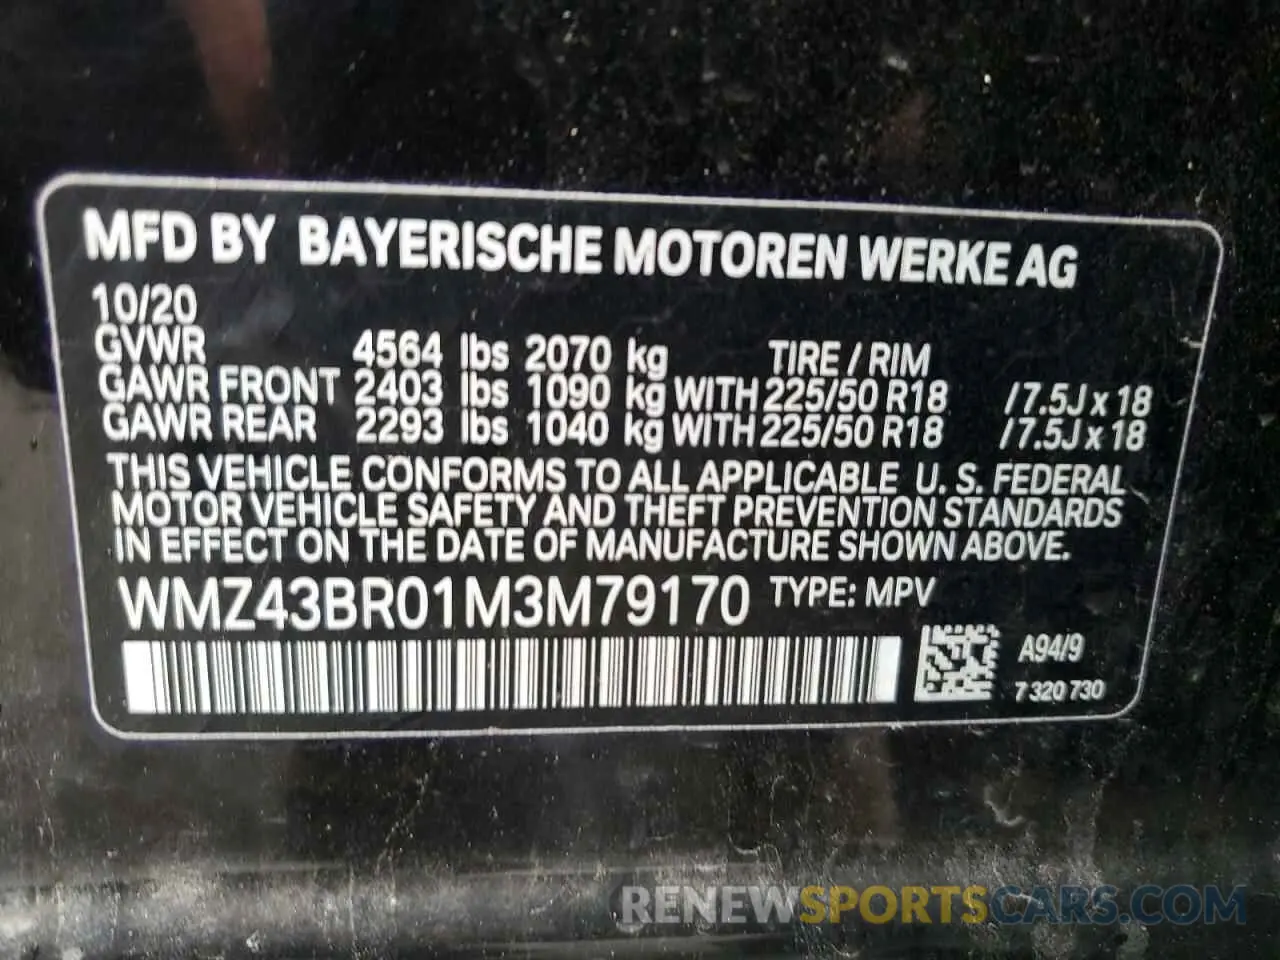 MFD BY BAYERISCHE MOTOREN WERKE AG
10/20
GVWR 4564 lbs 2070 kg TIRE / RIM
GAWR FRONT 2403 lbs 1090 kg WITH 225/50 R18 /7.5J x 18
GAWR REAR 2293 lbs 1040 kg WITH 225/50 R18 /7.5J x 18
THIS VEHICLE CONFORMS TO ALL APPLICABLE U. S. FEDERAL
MOTOR VEHICLE SAFETY AND THEFT PREVENTION STANDARDS
IN EFFECT ON THE DATE OF MANUFACTURE SHOWN ABOVE.
WMZ43BR01M3M79170 TYPE: MPV
A94/9
7 320 730
RENEWSPORTSCARS.COM